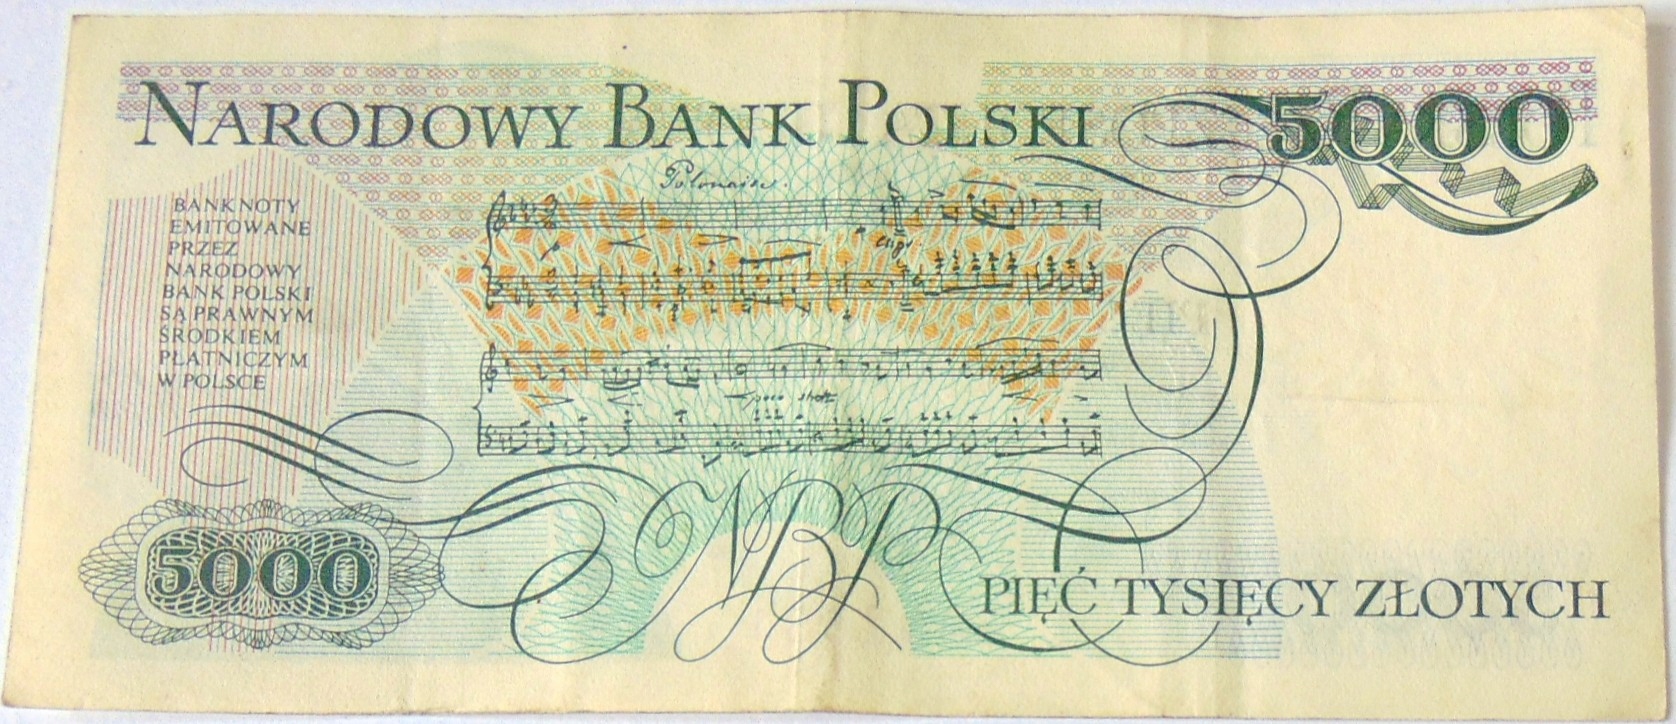 NARODOWY BANK POLSKI
5000
Polonaise.
BANKNOTY
EMITOWANE
PRZEZ
NARODOWY
BANK POLSKI
SĄ PRAWNYM
ŚRODKIEM
PŁATNICZYM
W POLSCE
NBP
5000
PIĘĆ TYSIĘCY ZŁOTYCH